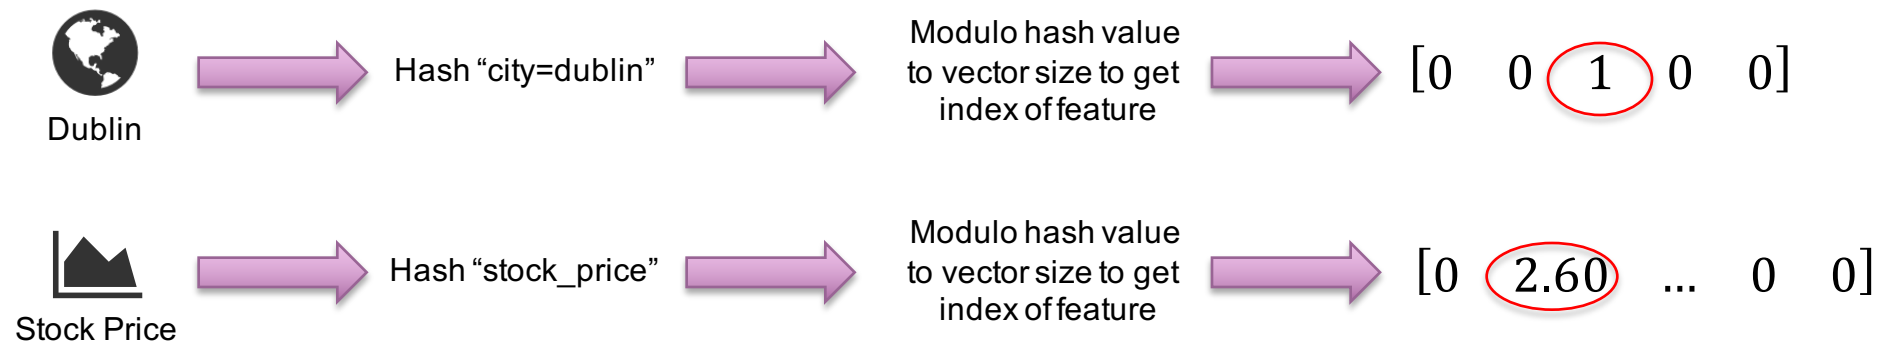 Dublin
Hash “city=dublin”
Modulo hash value
to vector size to get
index of feature
[0 0 1 0 0]
Stock Price
Hash “stock_price”
Modulo hash value
to vector size to get
index of feature
[0 2.60 ... 0 0]